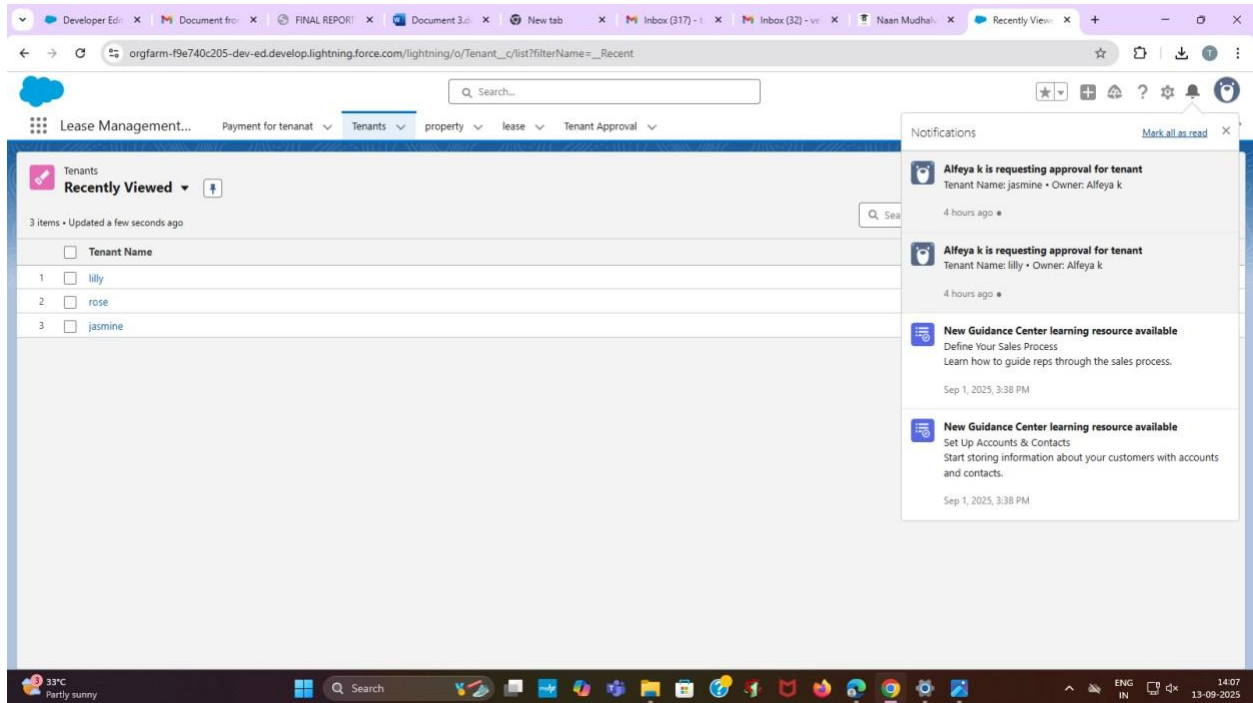 Developer Edi
Document fro
FINAL REPORT
Document 3.d
New tab
Inbox (317) - t
Inbox (32) - ve
Naan Mudhal
Recently View
orgfarm-f9e740c205-dev-ed.develop.lightning.force.com/lightning/o/Tenant__c/list?filterName=__Recent
T
Search...
Lease Management...
Payment for tenanat
Tenants
property
lease
Tenant Approval
Tenants
Recently Viewed
3 items • Updated a few seconds ago
Sea
Tenant Name
1 lilly
2 rose
3 jasmine
Notifications
Mark all as read
Alfeya k is requesting approval for tenant
Tenant Name: jasmine • Owner: Alfeya k
4 hours ago
Alfeya k is requesting approval for tenant
Tenant Name: lilly • Owner: Alfeya k
4 hours ago
New Guidance Center learning resource available
Define Your Sales Process
Learn how to guide reps through the sales process.
Sep 1, 2025, 3:38 PM
New Guidance Center learning resource available
Set Up Accounts & Contacts
Start storing information about your customers with accounts
and contacts.
Sep 1, 2025, 3:38 PM
3
33°C
Partly sunny
Search
ENG
IN
14:07
13-09-2025